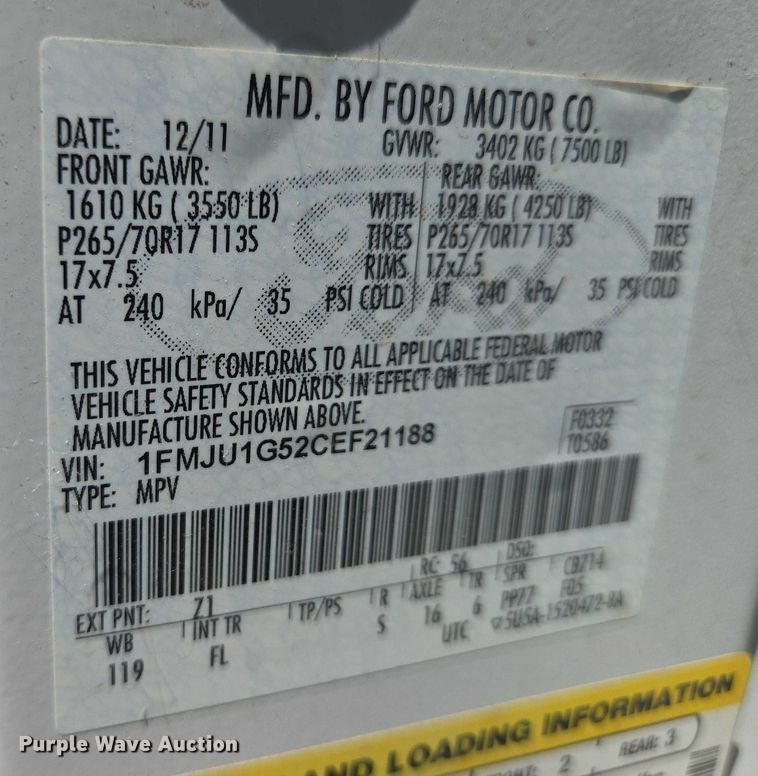 MFD. BY FORD MOTOR CO.
DATE: 12/11 GVWR: 3402 KG ( 7500 LB)
FRONT GAWR: REAR GAWR:
1610 KG ( 3550 LB) WITH 1928 KG ( 4250 LB) WITH
P265/70R17 113S TIRES P265/70R17 113S TIRES
17x7.5 RIMS 17x7.5 RIMS
AT 240 kPa/ 35 PSI COLD AT 240 kPa/ 35 PSI COLD
THIS VEHICLE CONFORMS TO ALL APPLICABLE FEDERAL MOTOR
VEHICLE SAFETY STANDARDS IN EFFECT ON THE DATE OF
MANUFACTURE SHOWN ABOVE.
VIN: 1FMJU1G52CEF21188 F0332
TYPE: MPV T0586
EXT PNT: Z1 RC: 56 DSO:
WB INT TR TP/PS R AXLE TR SPR CB714
119 FL S 16 6 PP77 F05
UTC 5U5A-1520472-BA
AND LOADING INFORMATION
2 REAR: 3
Purple Wave Auction